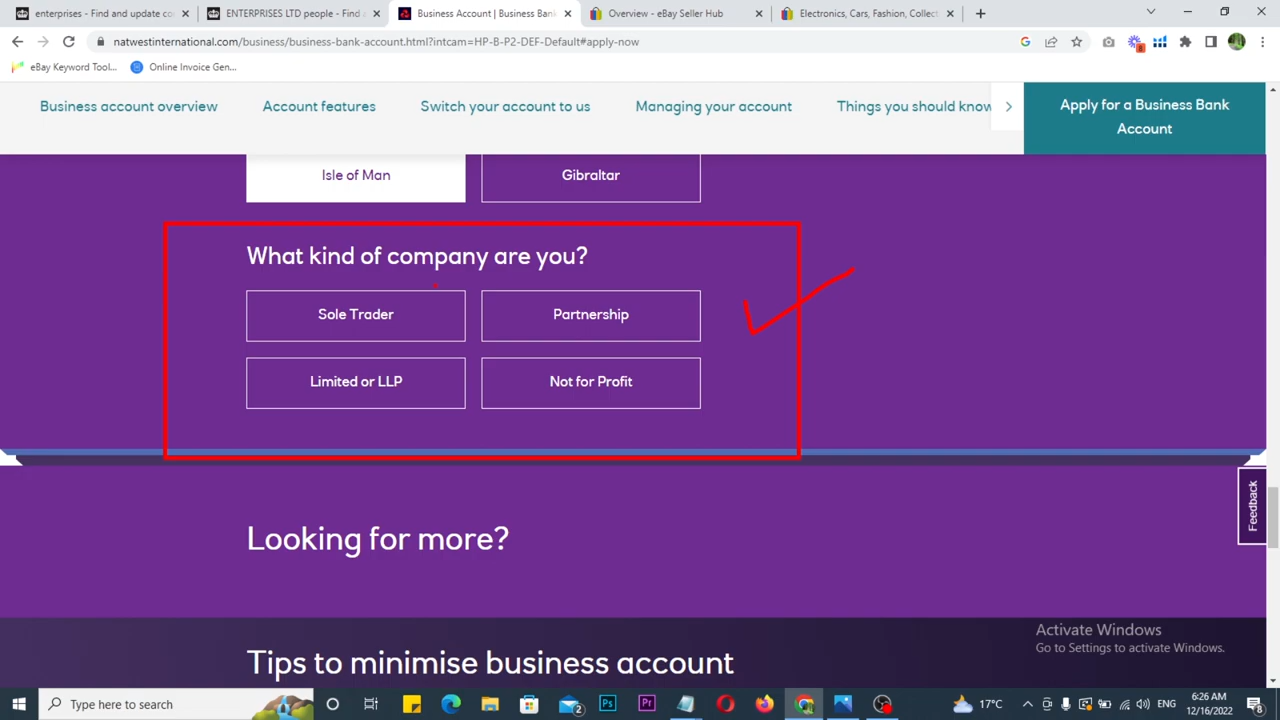 enterprises - Find and update co
ENTERPRISES LTD people - Find a
Business Account | Business Bank
Overview - eBay Seller Hub
Electronics, Cars, Fashion, Collect
natwestinternational.com/business/business-bank-account.html?intcam=HP-B-P2-DEF-Default#apply-now
eBay Keyword Tool...
Online Invoice Gen...
Business account overview
Account features
Switch your account to us
Managing your account
Things you should know
Apply for a Business Bank
Account
Isle of Man
Gibraltar
What kind of company are you?
Sole Trader
Partnership
Limited or LLP
Not for Profit
Feedback
Looking for more?
Activate Windows
Go to Settings to activate Windows.
Tips to minimise business account
Type here to search
Ps
Pr
2
17°C
ENG
6:26 AM
12/16/2022
8